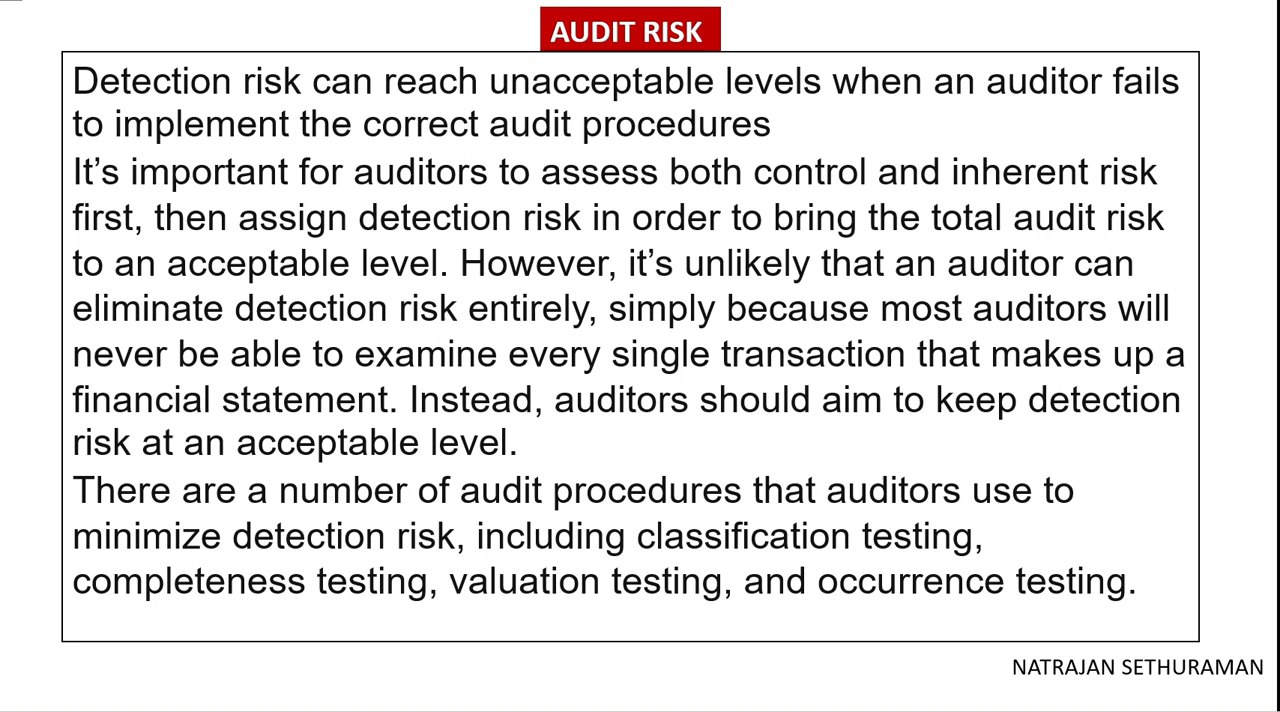 AUDIT RISK
Detection risk can reach unacceptable levels when an auditor fails
to implement the correct audit procedures
It’s important for auditors to assess both control and inherent risk
first, then assign detection risk in order to bring the total audit risk
to an acceptable level. However, it’s unlikely that an auditor can
eliminate detection risk entirely, simply because most auditors will
never be able to examine every single transaction that makes up a
financial statement. Instead, auditors should aim to keep detection
risk at an acceptable level.
There are a number of audit procedures that auditors use to
minimize detection risk, including classification testing,
completeness testing, valuation testing, and occurrence testing.
NATRAJAN SETHURAMAN